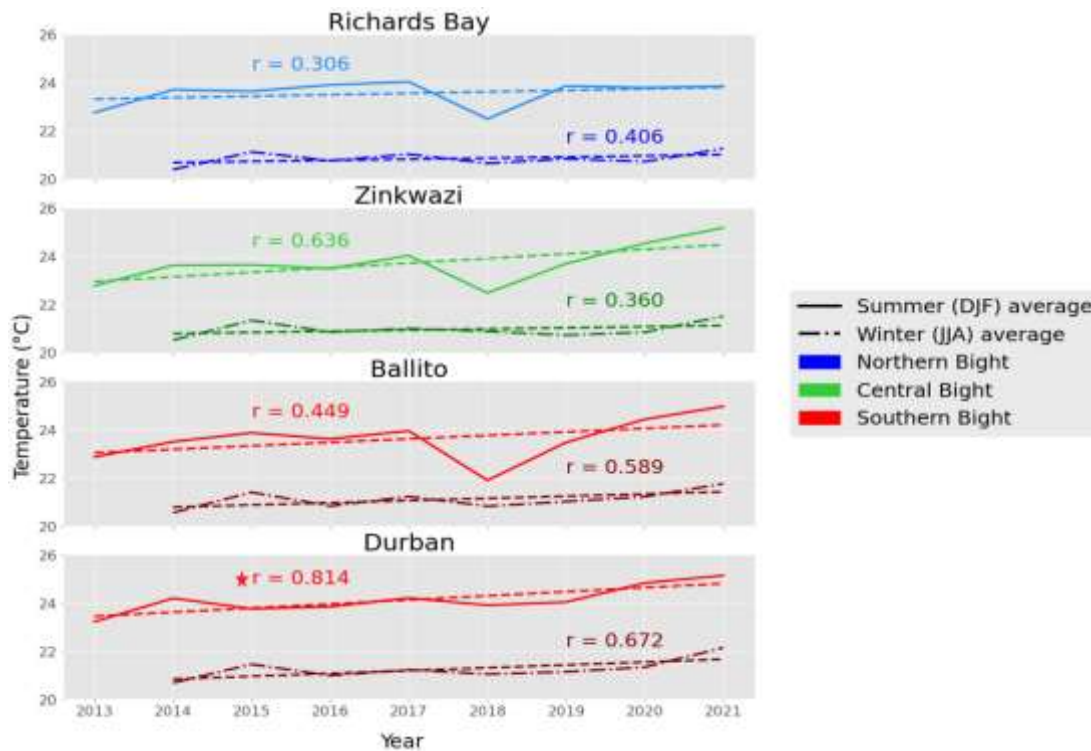 Richards Bay
26
24
22
20
r = 0.306
r = 0.406
Zinkwazi
26
24
22
20
r = 0.636
r = 0.360
Ballito
26
24
22
20
r = 0.449
r = 0.589
Durban
26
24
22
20
★r = 0.814
r = 0.672
2013 2014 2015 2016 2017 2018 2019 2020 2021
Year
Temperature (°C)
Summer (DJF) average
Winter (JJA) average
Northern Bight
Central Bight
Southern Bight